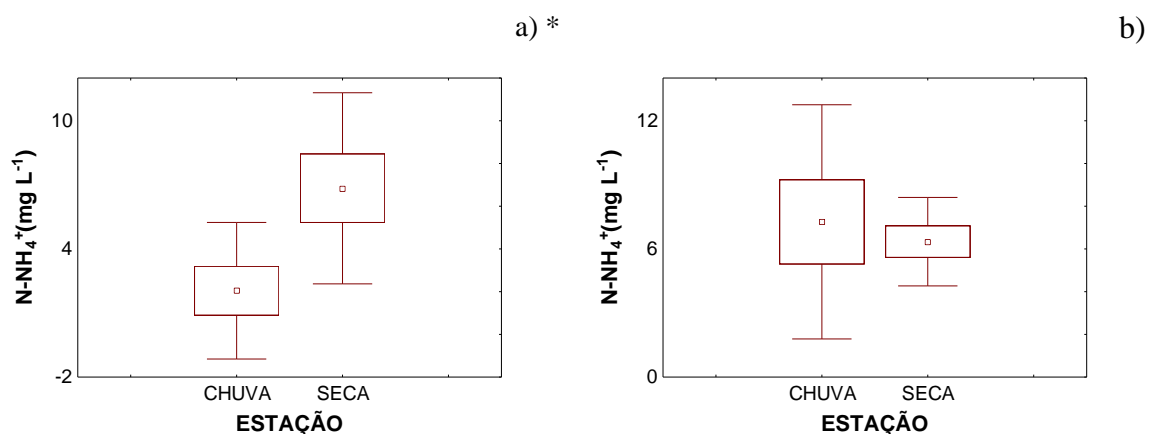 a) *
N-NH₄⁺(mg L⁻¹)
10
4
-2
CHUVA SECA
ESTAÇÃO
b)
N-NH₄⁺(mg L⁻¹)
12
6
0
CHUVA SECA
ESTAÇÃO